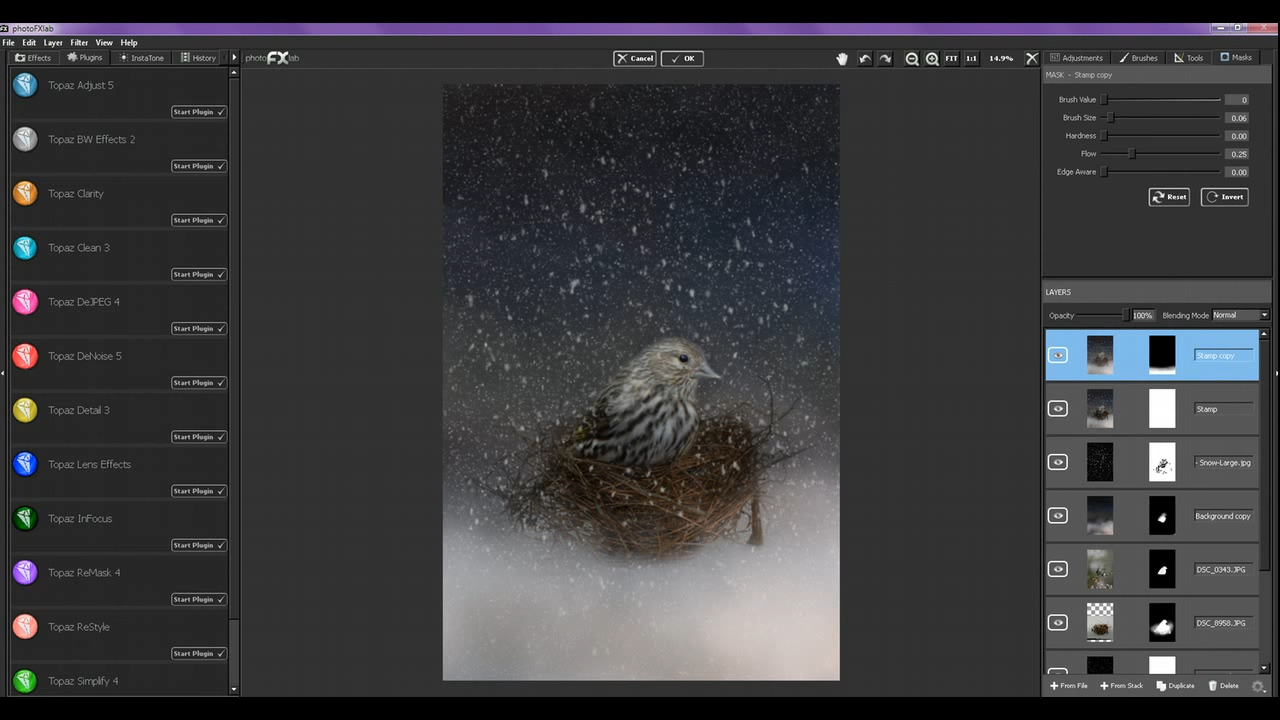 photoFXlab
File Edit Layer Filter View Help
Effects Plugins InstaTone History
photo FX lab
Cancel OK
FIT 1:1 14.9%
Adjustments Brushes Tools Masks
MASK - Stamp copy
Topaz Adjust 5
Start Plugin
Topaz BW Effects 2
Start Plugin
Topaz Clarity
Start Plugin
Topaz Clean 3
Start Plugin
Topaz DeJPEG 4
Start Plugin
Topaz DeNoise 5
Start Plugin
Topaz Detail 3
Start Plugin
Topaz Lens Effects
Start Plugin
Topaz InFocus
Start Plugin
Topaz ReMask 4
Start Plugin
Topaz ReStyle
Start Plugin
Topaz Simplify 4
Brush Value 0
Brush Size 0.06
Hardness 0.00
Flow 0.25
Edge Aware 0.00
Reset Invert
LAYERS
Opacity 100% Blending Mode Normal
Stamp copy
Stamp
- Snow-Large.jpg
Background copy
DSC_0343.JPG
DSC_8958.JPG
From File From Stack Duplicate Delete